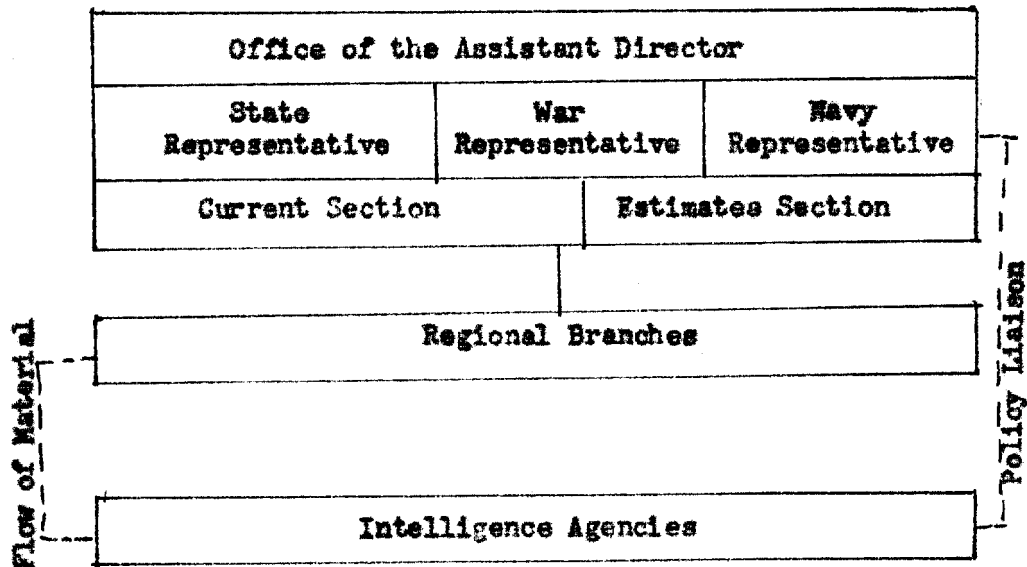 Office of the Assistant Director
State
Representative
War
Representative
Navy
Representative
Current Section
Estimates Section
Regional Branches
Intelligence Agencies
Flow of Material
Policy Liaison